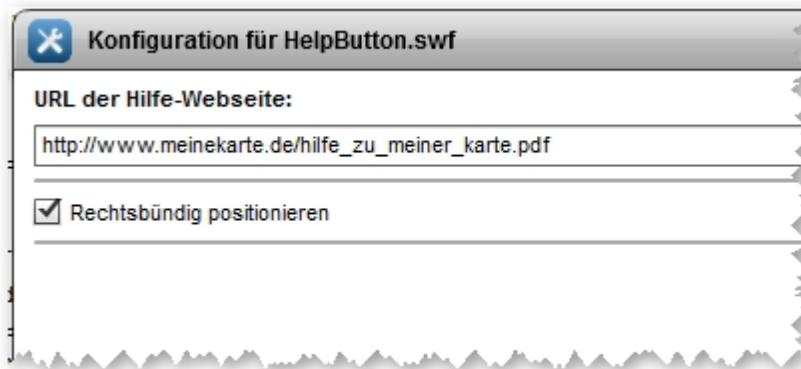 Konfiguration für HelpButton.swf
URL der Hilfe-Webseite:
http://www.meinekarte.de/hilfe_zu_meiner_karte.pdf
Rechtsbündig positionieren